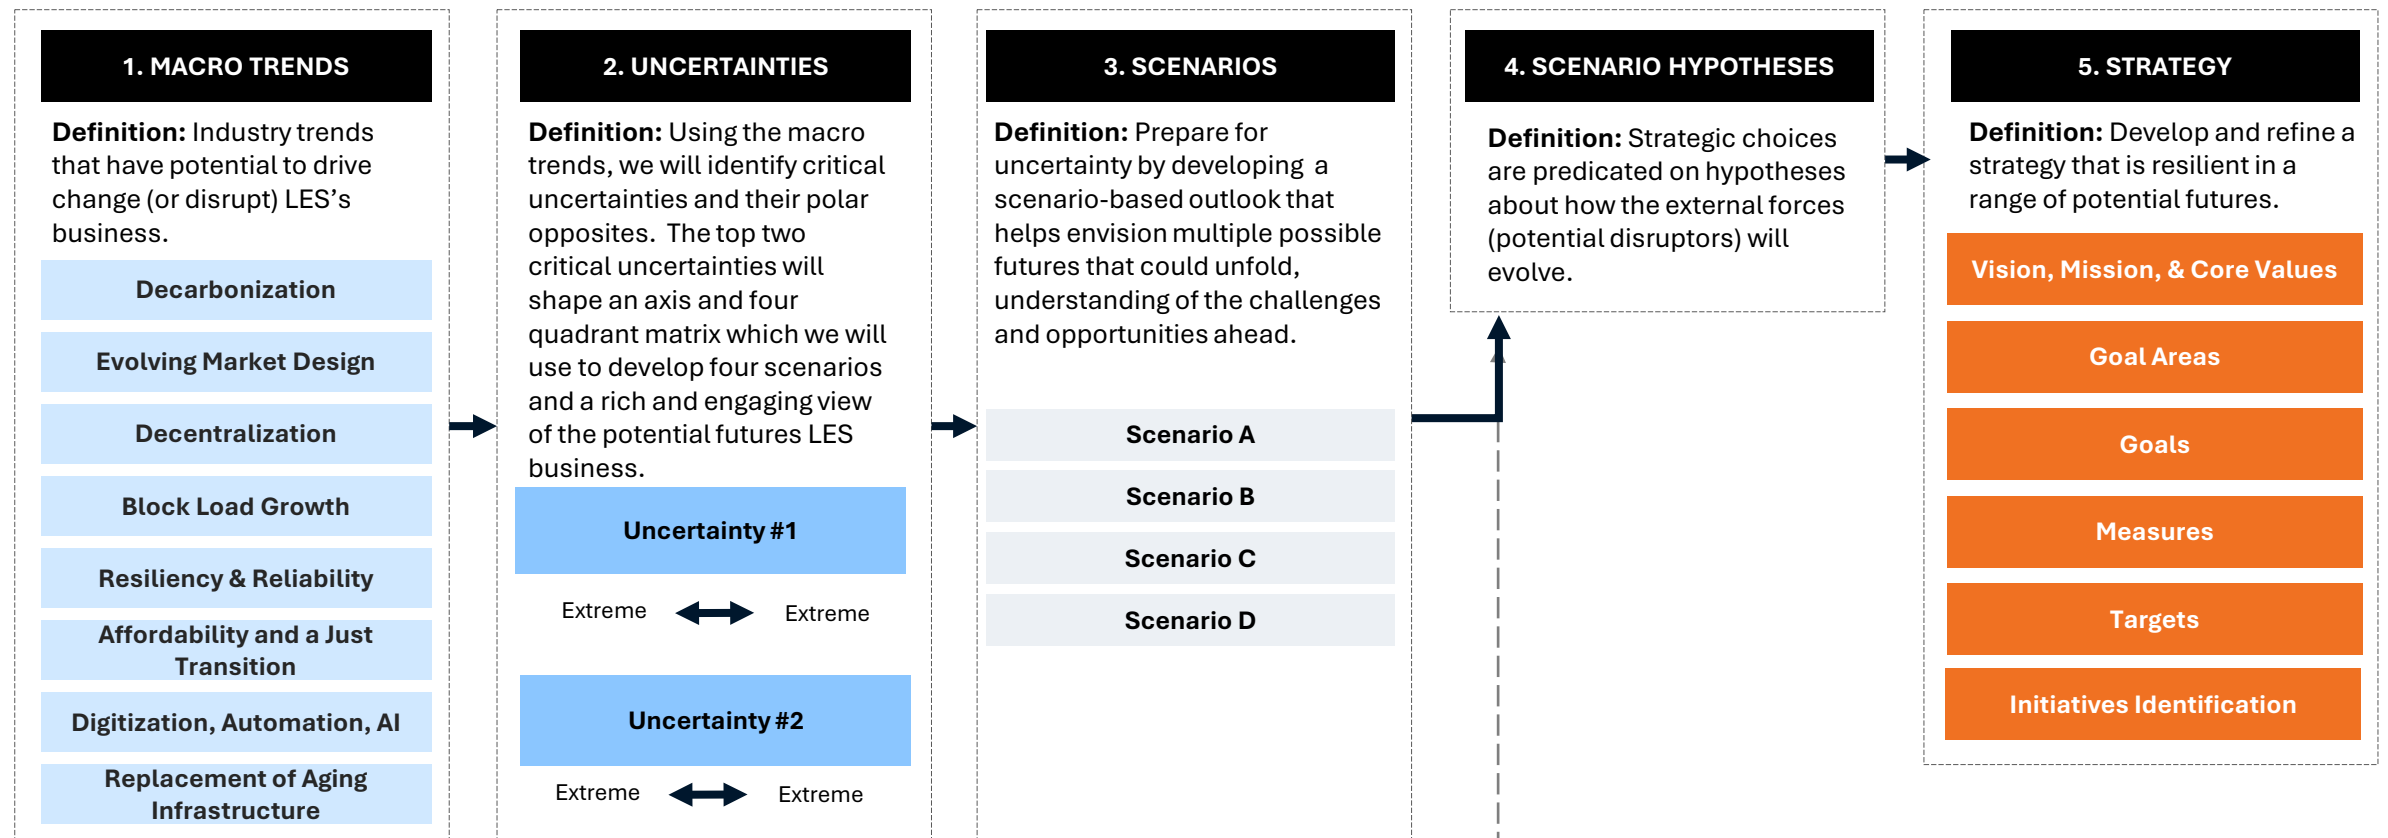 1. MACRO TRENDS
Definition: Industry trends
that have potential to drive
change (or disrupt) LES’s
business.
Decarbonization
Evolving Market Design
Decentralization
Block Load Growth
Resiliency & Reliability
Affordability and a Just
Transition
Digitization, Automation, AI
Replacement of Aging
Infrastructure
2. UNCERTAINTIES
Definition: Using the macro
trends, we will identify critical
uncertainties and their polar
opposites. The top two
critical uncertainties will
shape an axis and four
quadrant matrix which we will
use to develop four scenarios
and a rich and engaging view
of the potential futures LES
business.
Uncertainty #1
Extreme Extreme
Uncertainty #2
Extreme Extreme
3. SCENARIOS
Definition: Prepare for
uncertainty by developing a
scenario-based outlook that
helps envision multiple possible
futures that could unfold,
understanding of the challenges
and opportunities ahead.
Scenario A
Scenario B
Scenario C
Scenario D
4. SCENARIO HYPOTHESES
Definition: Strategic choices
are predicated on hypotheses
about how the external forces
(potential disruptors) will
evolve.
5. STRATEGY
Definition: Develop and refine a
strategy that is resilient in a
range of potential futures.
Vision, Mission, & Core Values
Goal Areas
Goals
Measures
Targets
Initiatives Identification